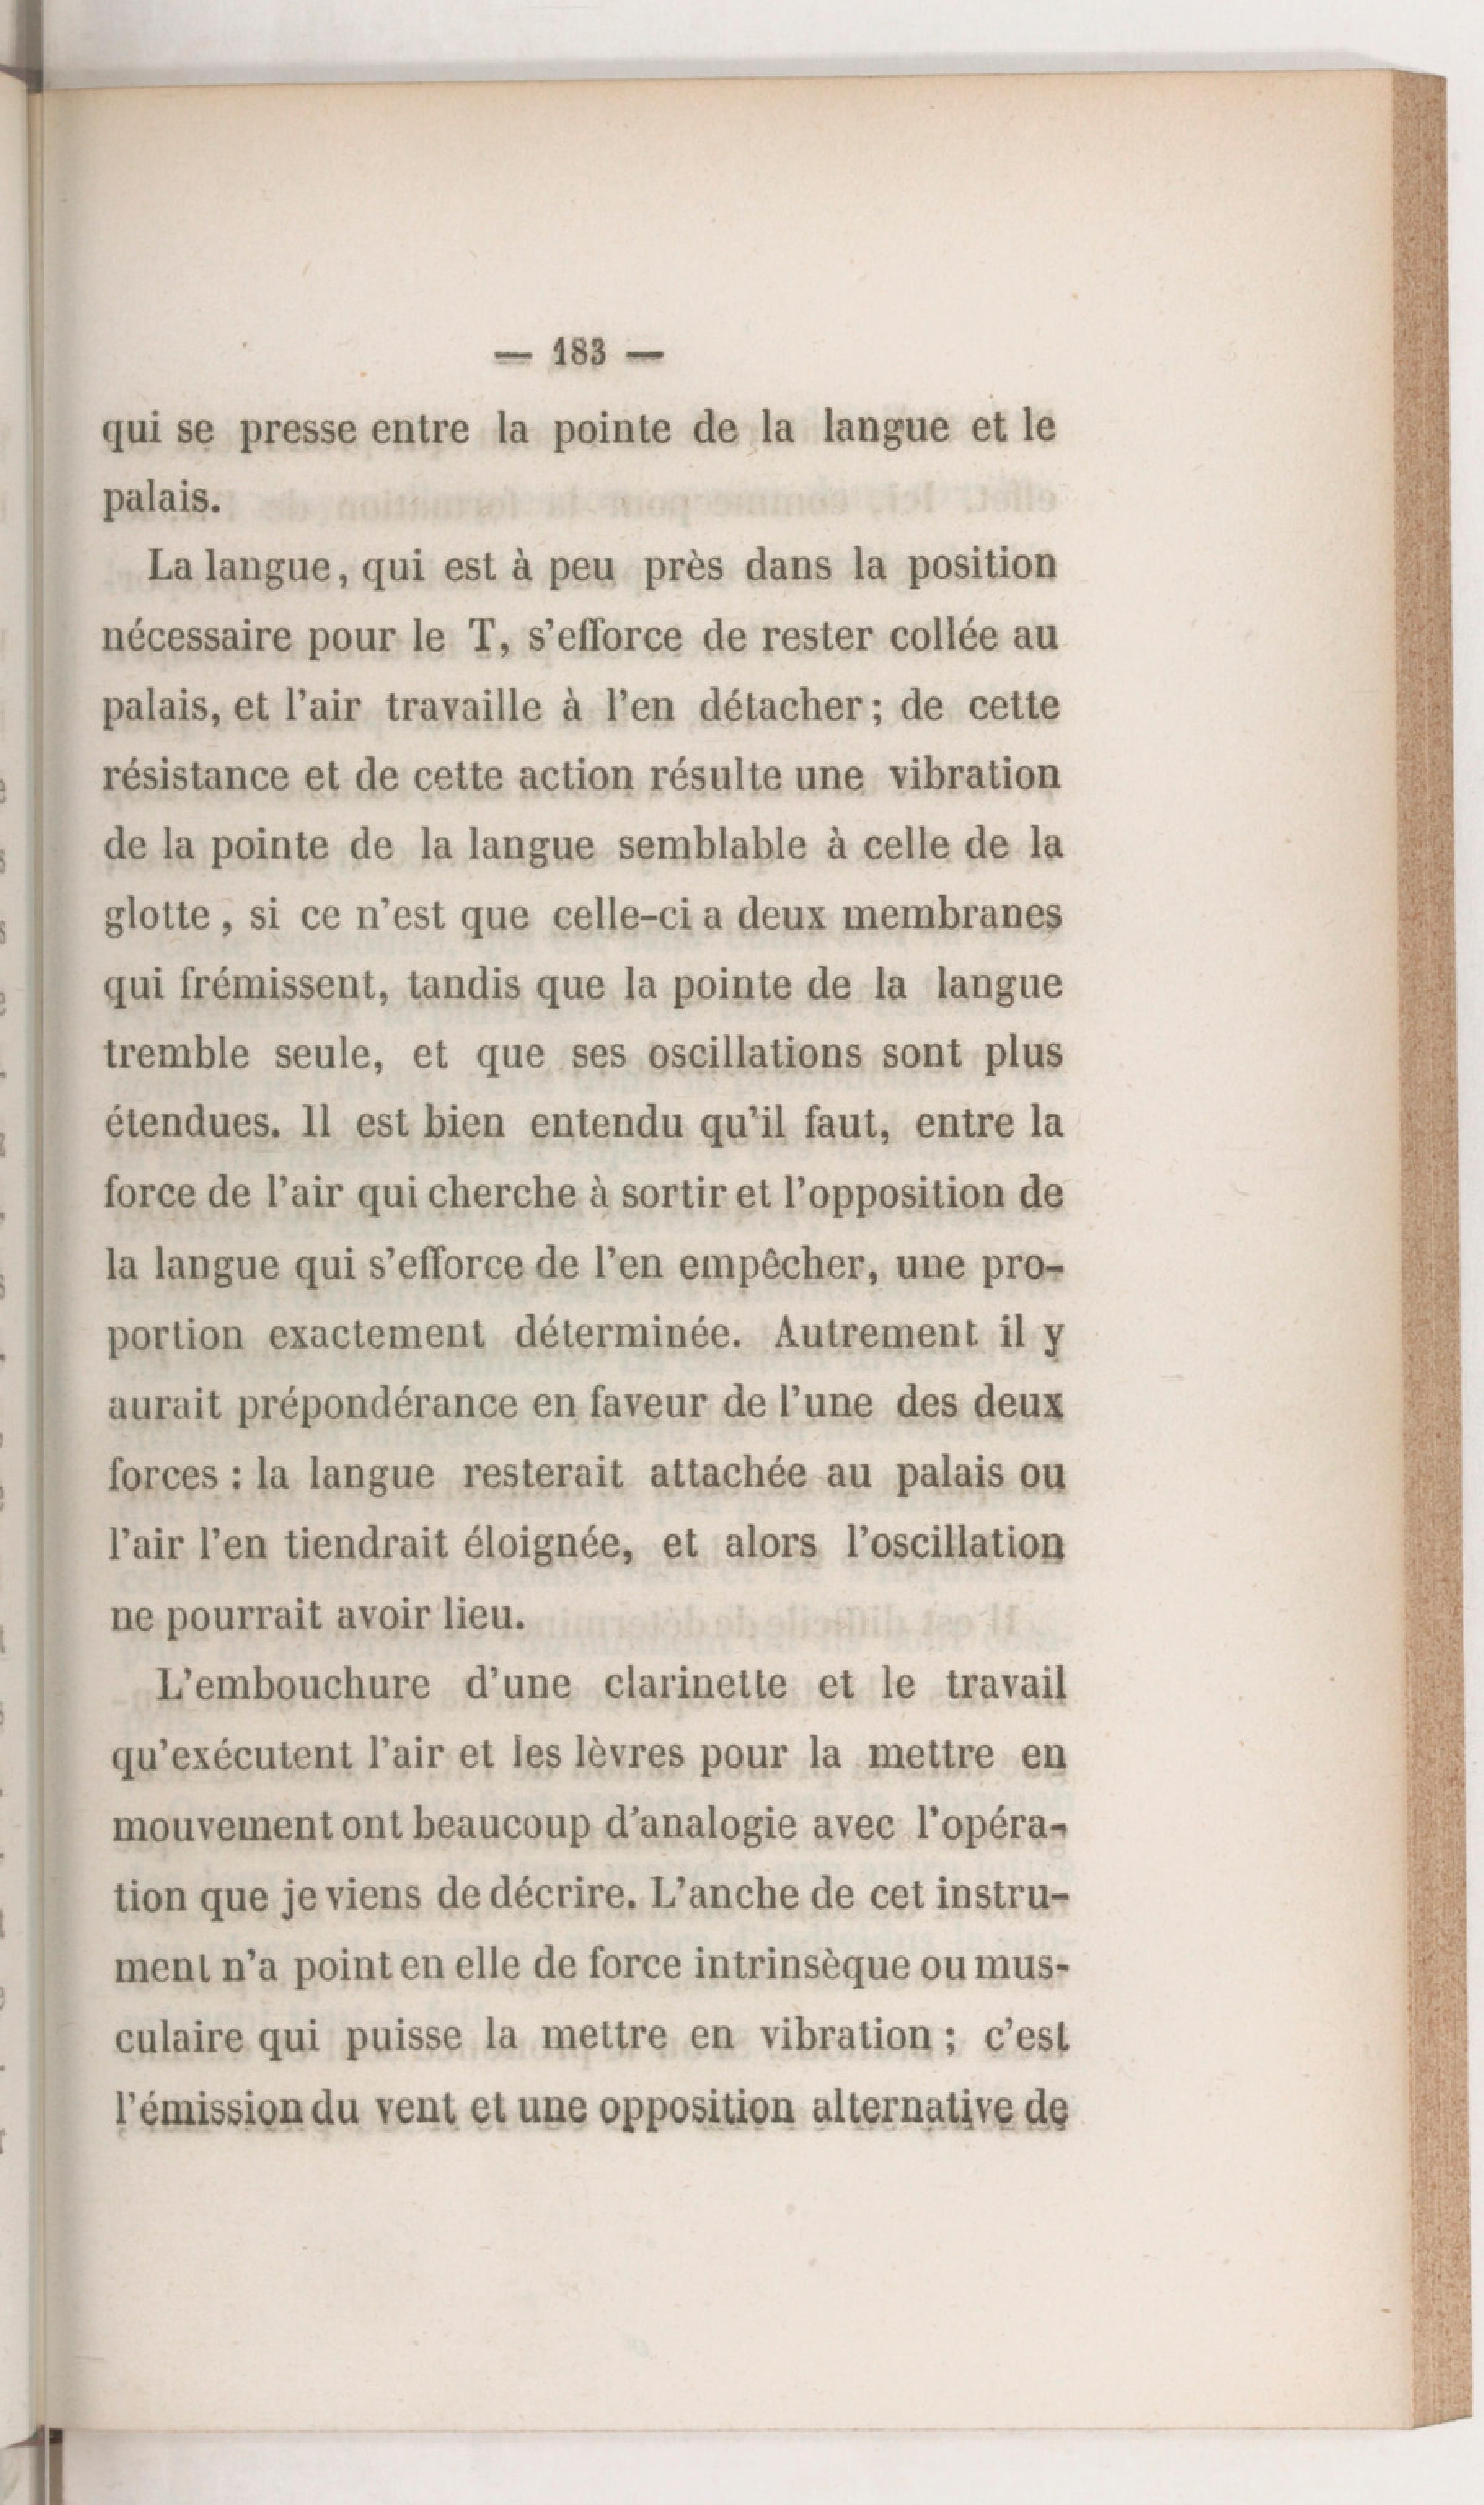 — 183 —
qui se presse entre la pointe de la langue et le
palais.
La langue, qui est à peu près dans la position
nécessaire pour le T, s'efforce de rester collée au
palais, et l'air travaille à l'en détacher ; de cette
résistance et de cette action résulte une vibration
de la pointe de la langue semblable à celle de la
glotte , si ce n'est que celle-ci a deux membranes
qui frémissent, tandis que la pointe de la langue
tremble seule, et que ses oscillations sont plus
étendues. Il est bien entendu qu'il faut, entre la
force de l'air qui cherche à sortir et l'opposition de
la langue qui s'efforce de l'en empêcher, une pro-
portion exactement déterminée. Autrement il y
aurait prépondérance en faveur de l'une des deux
forces : la langue resterait attachée au palais ou
l'air l'en tiendrait éloignée, et alors l'oscillation
ne pourrait avoir lieu.
L'embouchure d'une clarinette et le travail
qu'exécutent l'air et les lèvres pour la mettre en
mouvement ont beaucoup d'analogie avec l'opéra-
tion que je viens de décrire. L'anche de cet instru-
ment n'a point en elle de force intrinsèque ou mus-
culaire qui puisse la mettre en vibration ; c'est
l'émission du vent et une opposition alternative de